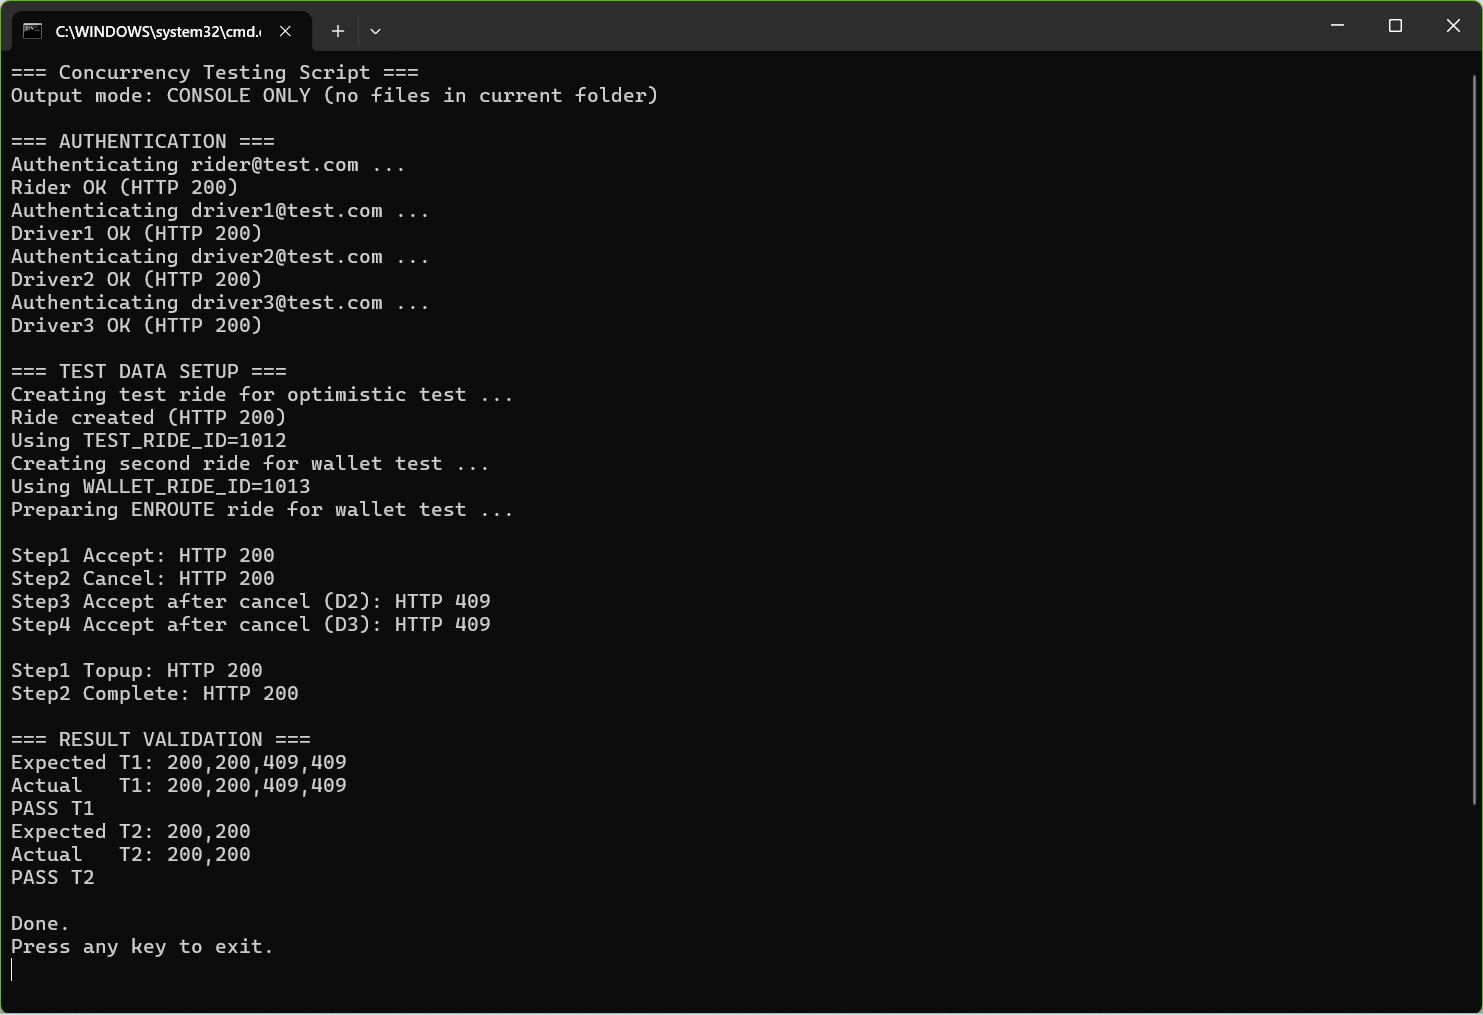 C:\WINDOWS\system32\cmd.
=== Concurrency Testing Script ===
Output mode: CONSOLE ONLY (no files in current folder)
=== AUTHENTICATION ===
Authenticating rider@test.com ...
Rider OK (HTTP 200)
Authenticating driver1@test.com ...
Driver1 OK (HTTP 200)
Authenticating driver2@test.com ...
Driver2 OK (HTTP 200)
Authenticating driver3@test.com ...
Driver3 OK (HTTP 200)
=== TEST DATA SETUP ===
Creating test ride for optimistic test ...
Ride created (HTTP 200)
Using TEST_RIDE_ID=1012
Creating second ride for wallet test ...
Using WALLET_RIDE_ID=1013
Preparing ENROUTE ride for wallet test ...
Step1 Accept: HTTP 200
Step2 Cancel: HTTP 200
Step3 Accept after cancel (D2): HTTP 409
Step4 Accept after cancel (D3): HTTP 409
Step1 Topup: HTTP 200
Step2 Complete: HTTP 200
=== RESULT VALIDATION ===
Expected T1: 200,200,409,409
Actual   T1: 200,200,409,409
PASS T1
Expected T2: 200,200
Actual   T2: 200,200
PASS T2
Done.
Press any key to exit.